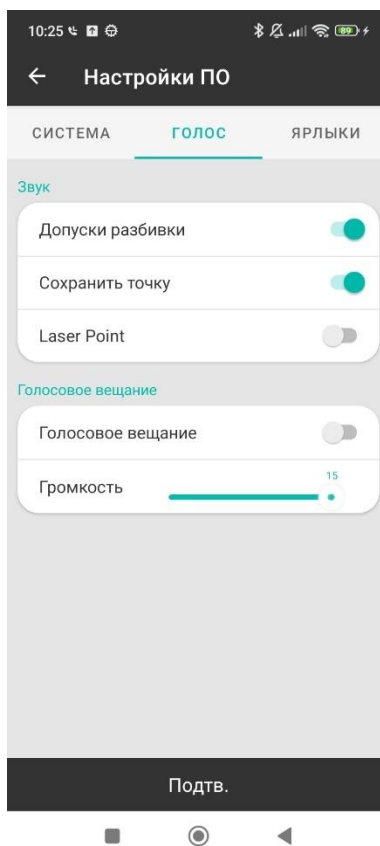 10:25
89
Настройки ПО
СИСТЕМА ГОЛОС ЯРЛЫКИ
Звук
Допуски разбивки
Сохранить точку
Laser Point
Голосовое вещание
Голосовое вещание
15
Громкость
Подтв.